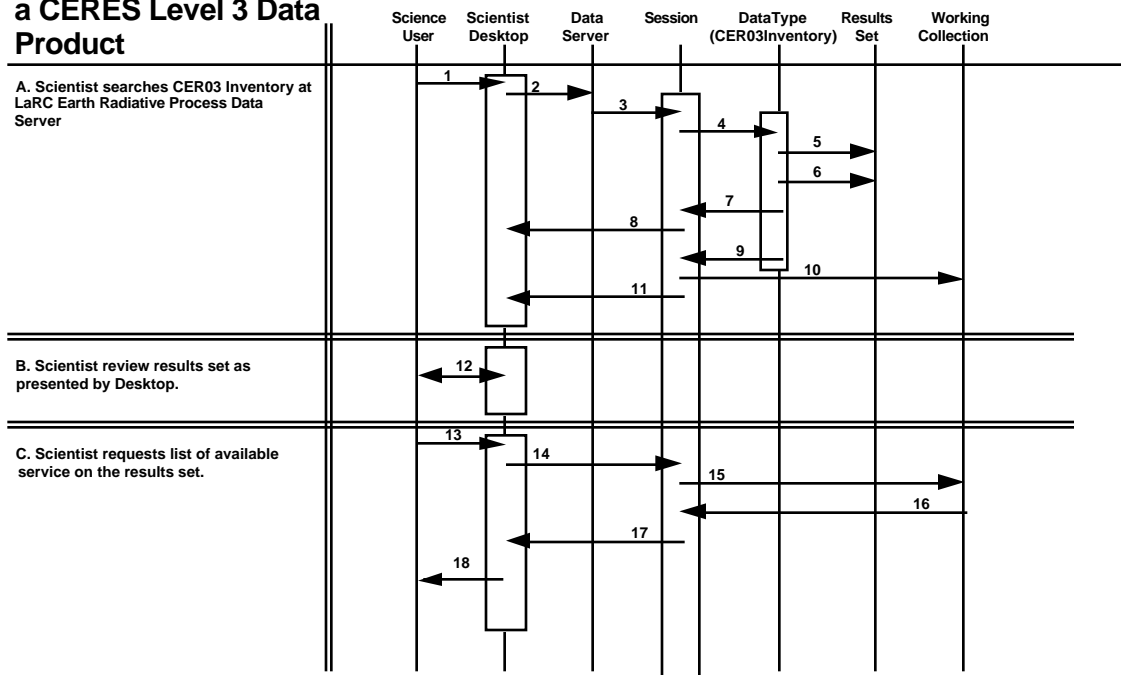 a CERES Level 3 Data
Product
Science
User
Scientist
Desktop
Data
Server
Session
DataType
(CER03Inventory)
Results
Set
Working
Collection
A. Scientist searches CER03 Inventory at
LaRC Earth Radiative Process Data
Server
1
2
3
4
5
6
7
8
9
10
11
B. Scientist review results set as
presented by Desktop.
12
C. Scientist requests list of available
service on the results set.
13
14
15
16
17
18